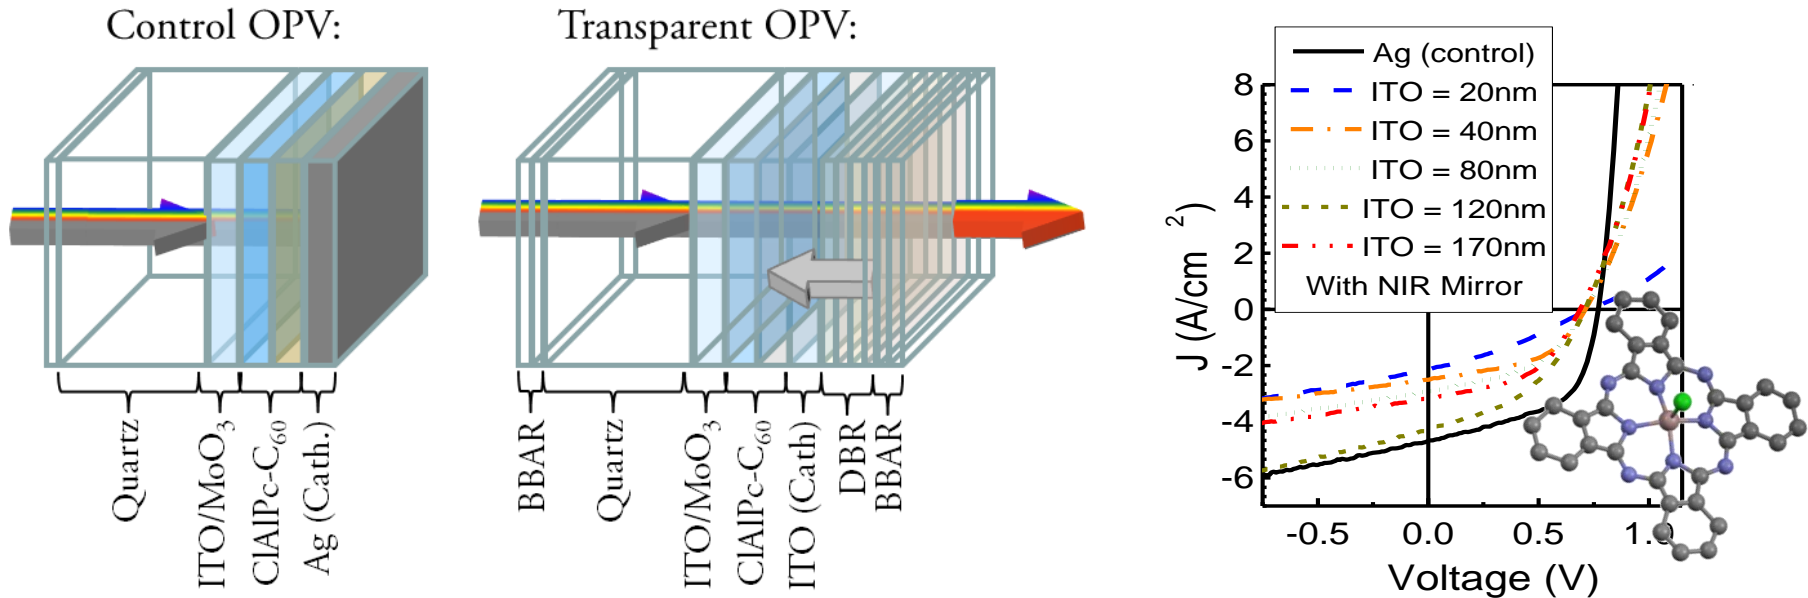 Control OPV:
Transparent OPV:
Quartz
ITO/MoO3
ClAlPc-C60
Ag (Cath.)
BBAR
Quartz
ITO/MoO3
ClAlPc-C60
ITO (Cath)
DBR
BBAR
Ag (control)
ITO = 20nm
ITO = 40nm
ITO = 80nm
ITO = 120nm
ITO = 170nm
With NIR Mirror
J (A/cm 2)
8
6
4
2
0
-2
-4
-6
-0.5 0.0 0.5
Voltage (V)